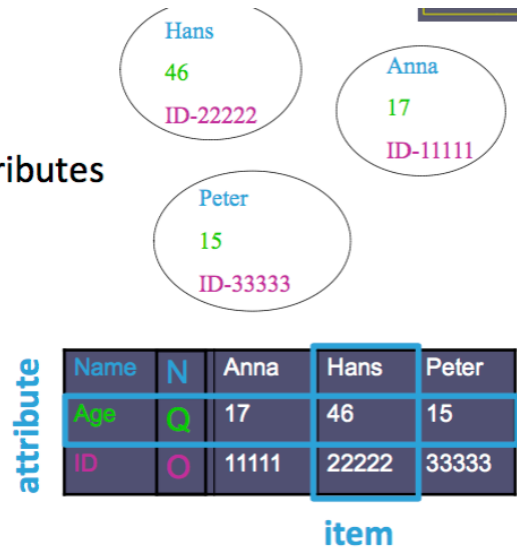 Hans
46
ID-22222
Anna
17
ID-11111
ributes
Peter
15
ID-33333
attribute
Name N Anna Hans Peter
Age Q 17 46 15
ID O 11111 22222 33333
item